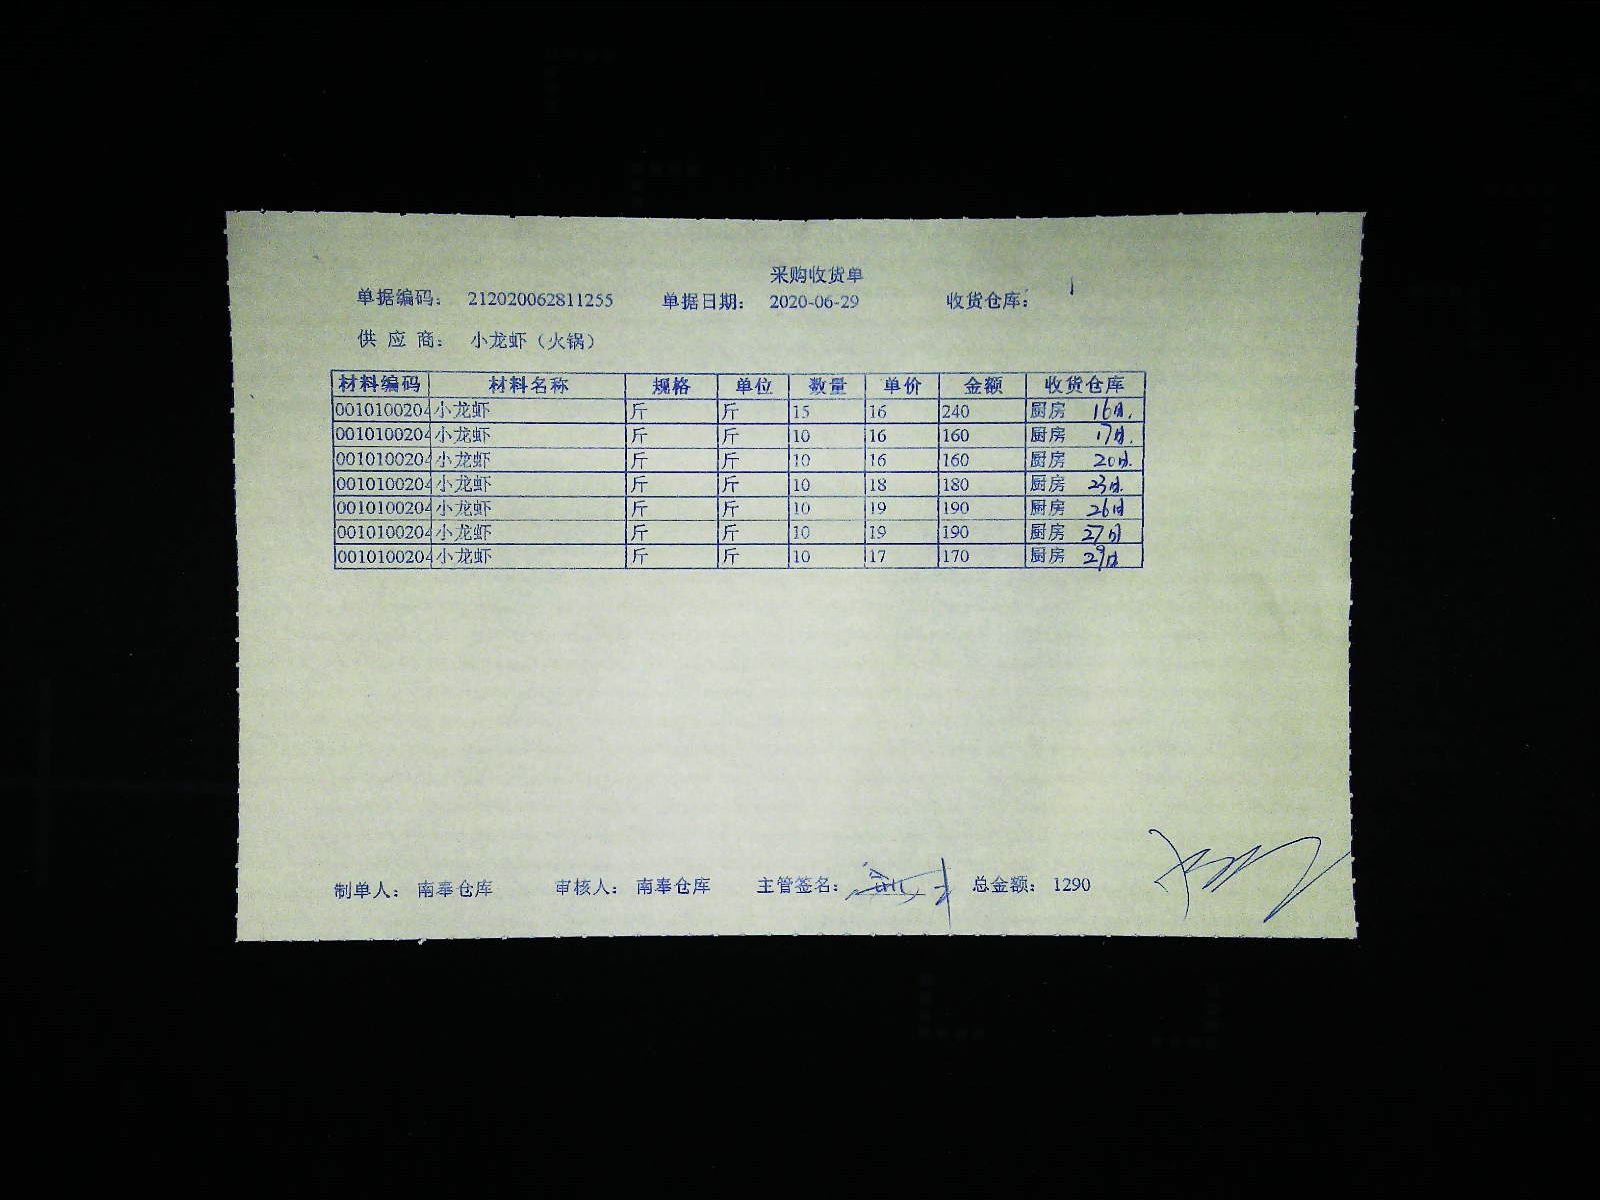 采购收货单
单据编码： 212020062811255 单据日期： 2020-06-29 收货仓库：
供 应 商： 小龙虾（火锅）
材料编码 材料名称 规格 单位 数量 单价 金额 收货仓库
0010100204 小龙虾 斤 斤 15 16 240 厨房 16日.
0010100204 小龙虾 斤 斤 10 16 160 厨房 17日.
0010100204 小龙虾 斤 斤 10 16 160 厨房 20日.
0010100204 小龙虾 斤 斤 10 18 180 厨房 23日.
0010100204 小龙虾 斤 斤 10 19 190 厨房 26日
0010100204 小龙虾 斤 斤 10 19 190 厨房 27日
0010100204 小龙虾 斤 斤 10 17 170 厨房 29日
制单人： 南奉仓库 审核人： 南奉仓库 主管签名： 总金额： 1290